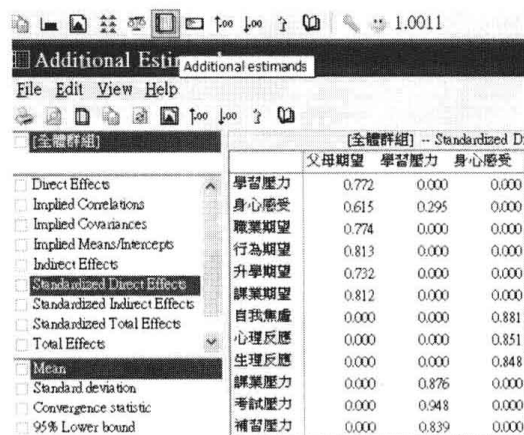 1.0011
Additional Esti
Additional estimands
File Edit View Help
[全體群組]
Direct Effects
Implied Correlations
Implied Covariances
Implied Means/Intercepts
Indirect Effects
Standardized Direct Effects
Standardized Indirect Effects
Standardized Total Effects
Total Effects
Mean
Standard deviation
Convergence statistic
95% Lower bound
[全體群組] -- Standardized Di
父母期望 學習壓力 身心感受
學習壓力 0.772 0.000 0.000
身心感受 0.615 0.295 0.000
職業期望 0.774 0.000 0.000
行為期望 0.813 0.000 0.000
升學期望 0.732 0.000 0.000
課業期望 0.812 0.000 0.000
自我焦慮 0.000 0.000 0.881
心理反應 0.000 0.000 0.851
生理反應 0.000 0.000 0.848
課業壓力 0.000 0.876 0.000
考試壓力 0.000 0.948 0.000
補習壓力 0.000 0.839 0.000